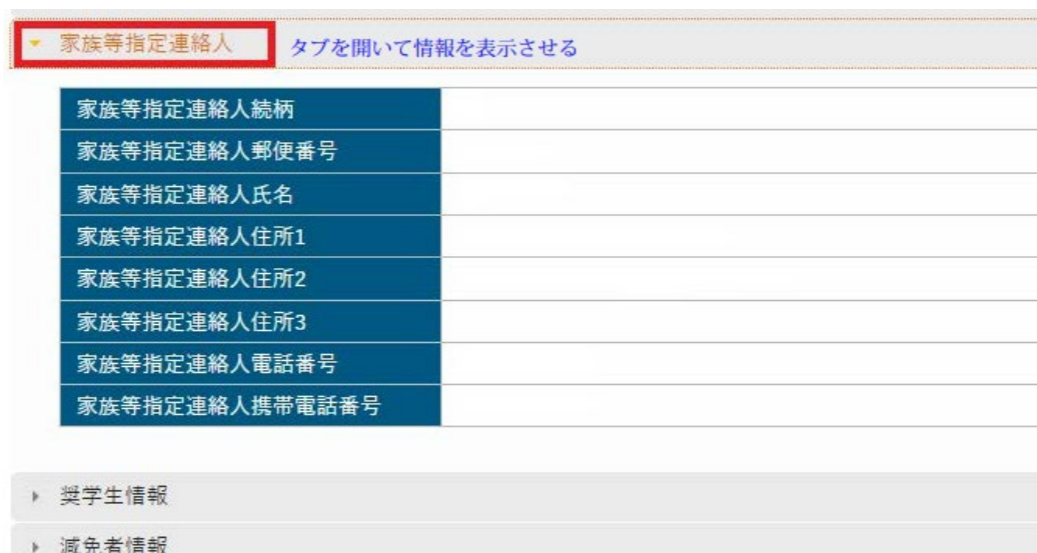 家族等指定連絡人 タブを開いて情報を表示させる
家族等指定連絡人続柄
家族等指定連絡人郵便番号
家族等指定連絡人氏名
家族等指定連絡人住所1
家族等指定連絡人住所2
家族等指定連絡人住所3
家族等指定連絡人電話番号
家族等指定連絡人携帯電話番号
奨学生情報
減免者情報